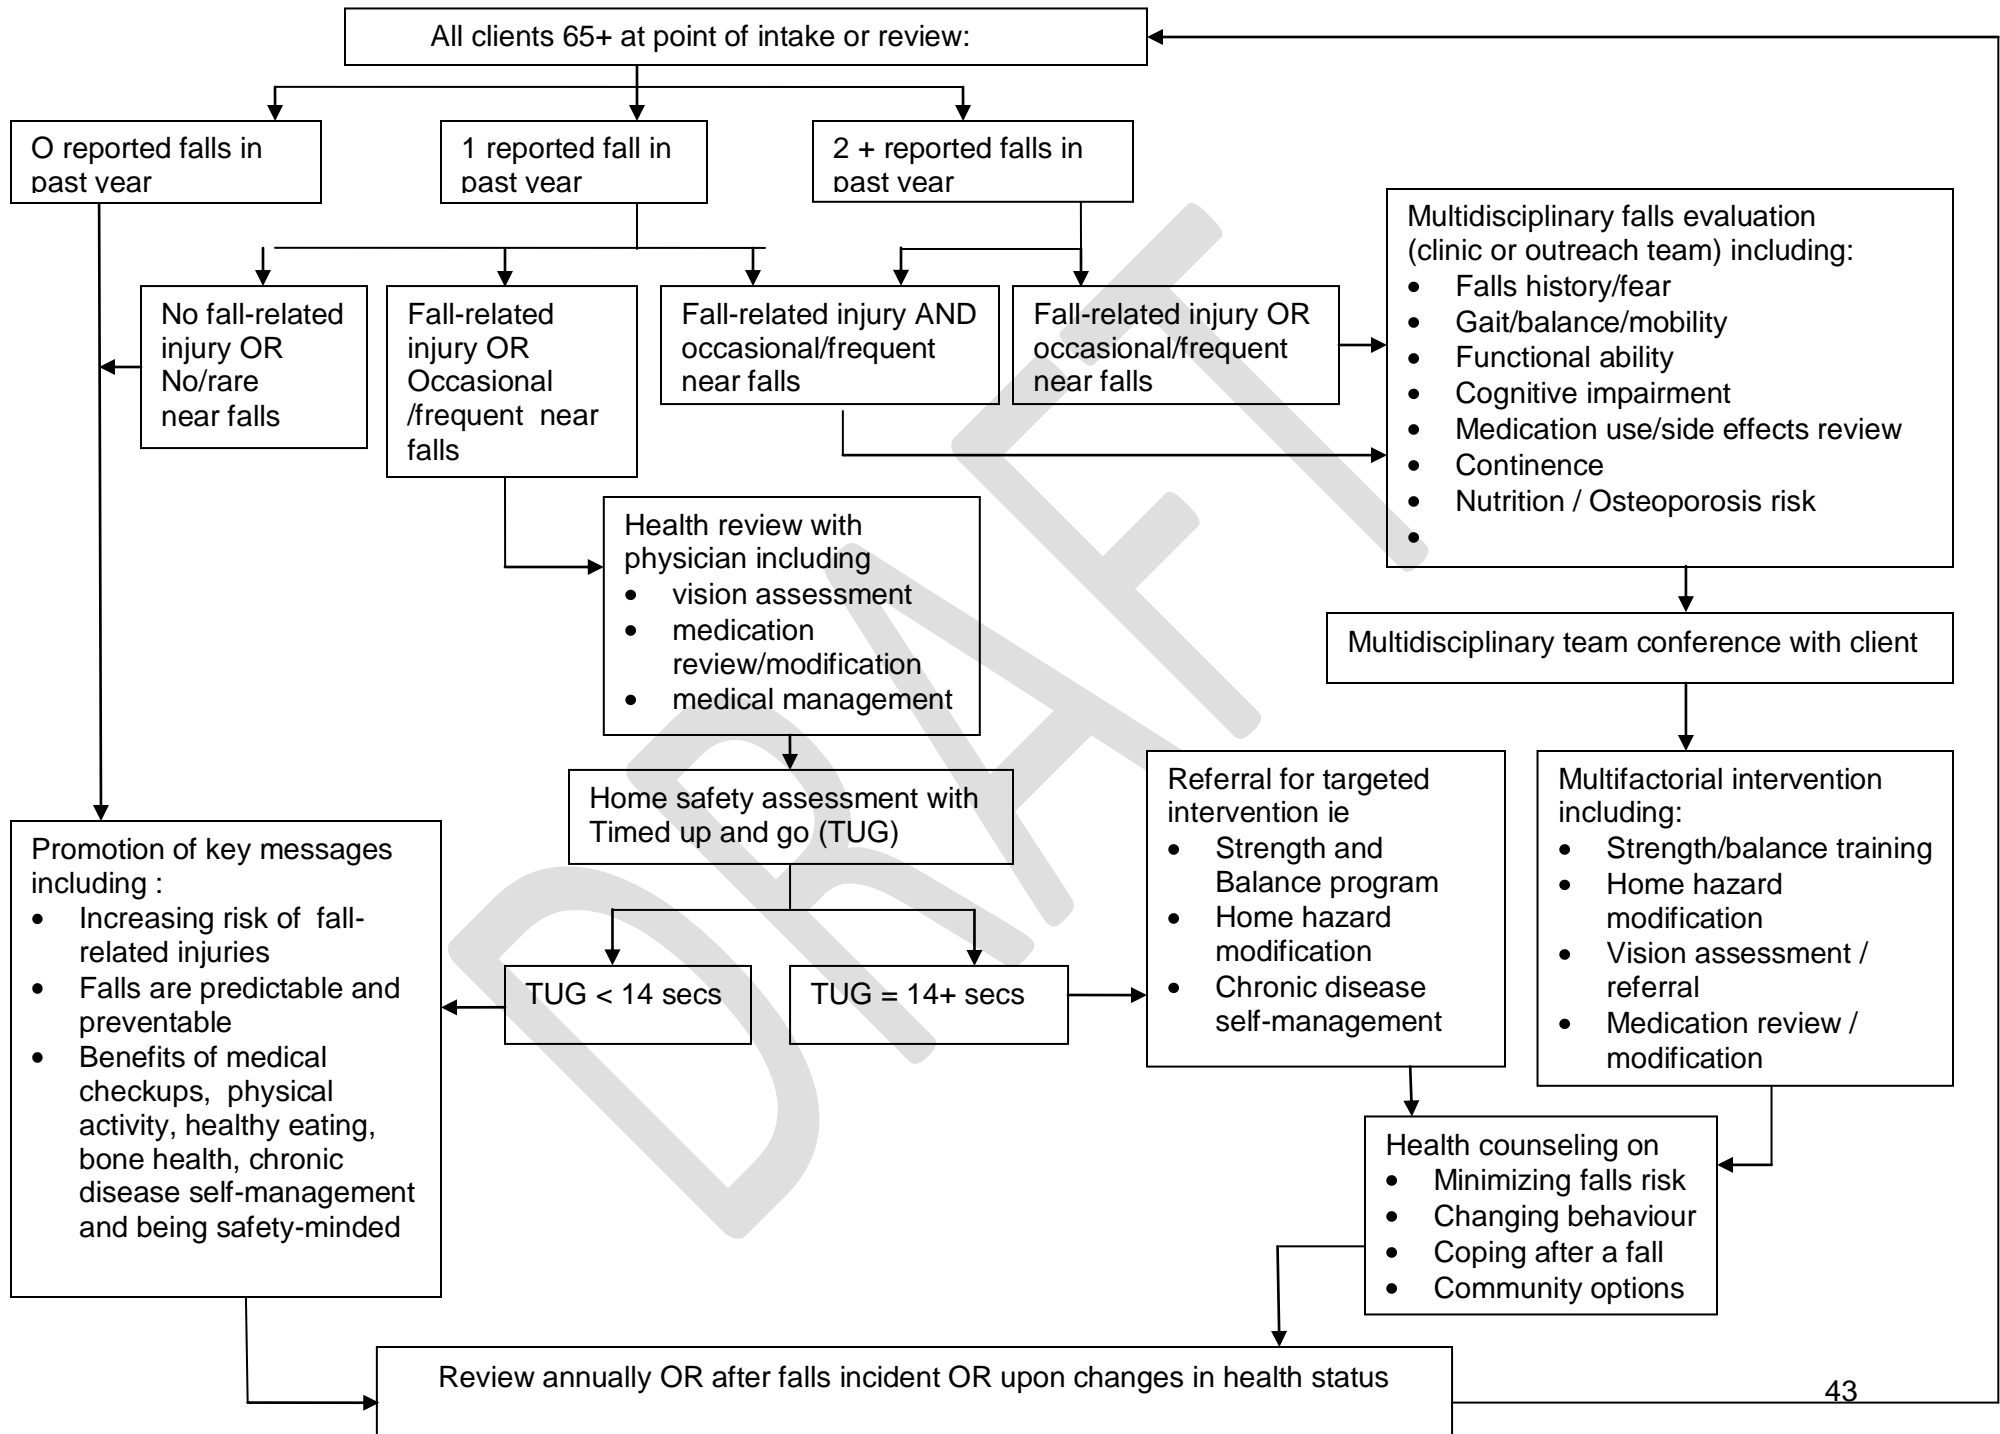 All clients 65+ at point of intake or review:
O reported falls in
past year
1 reported fall in
past year
2 + reported falls in
past year
No fall-related
injury OR
No/rare
near falls
Fall-related
injury OR
Occasional
/frequent near
falls
Fall-related injury AND
occasional/frequent
near falls
Fall-related injury OR
occasional/frequent
near falls
Multidisciplinary falls evaluation
(clinic or outreach team) including:
• Falls history/fear
• Gait/balance/mobility
• Functional ability
• Cognitive impairment
• Medication use/side effects review
• Continence
• Nutrition / Osteoporosis risk
•
Health review with
physician including
• vision assessment
• medication
review/modification
• medical management
Multidisciplinary team conference with client
Home safety assessment with
Timed up and go (TUG)
Referral for targeted
intervention ie
• Strength and
Balance program
• Home hazard
modification
• Chronic disease
self-management
Multifactorial intervention
including:
• Strength/balance training
• Home hazard
modification
• Vision assessment /
referral
• Medication review /
modification
Promotion of key messages
including :
• Increasing risk of fall-
related injuries
• Falls are predictable and
preventable
• Benefits of medical
checkups, physical
activity, healthy eating,
bone health, chronic
disease self-management
and being safety-minded
TUG < 14 secs
TUG = 14+ secs
Health counseling on
• Minimizing falls risk
• Changing behaviour
• Coping after a fall
• Community options
Review annually OR after falls incident OR upon changes in health status
43
DRAFT